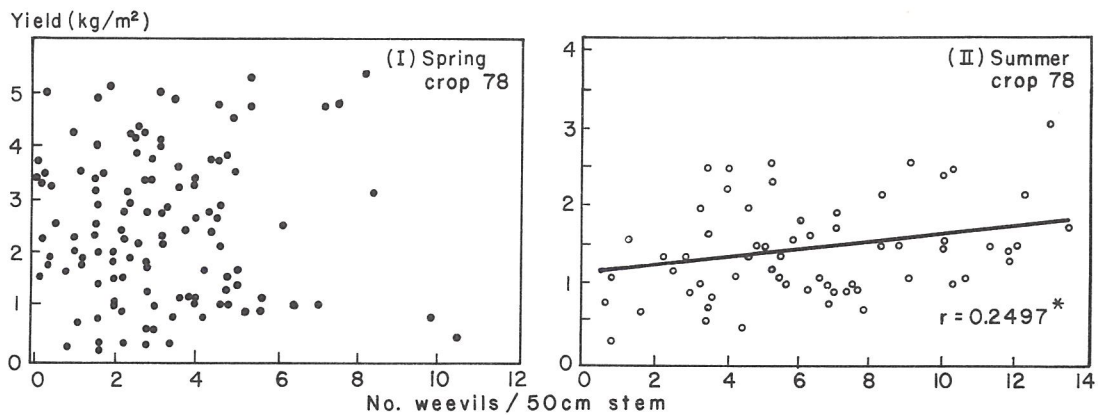 Yield (kg/m²)
(I) Spring
crop 78
5
4
3
2
1
0
0 2 4 6 8 10 12
(II) Summer
crop 78
4
3
2
1
0
r = 0.2497*
2 4 6 8 10 12 14
No. weevils / 50cm stem